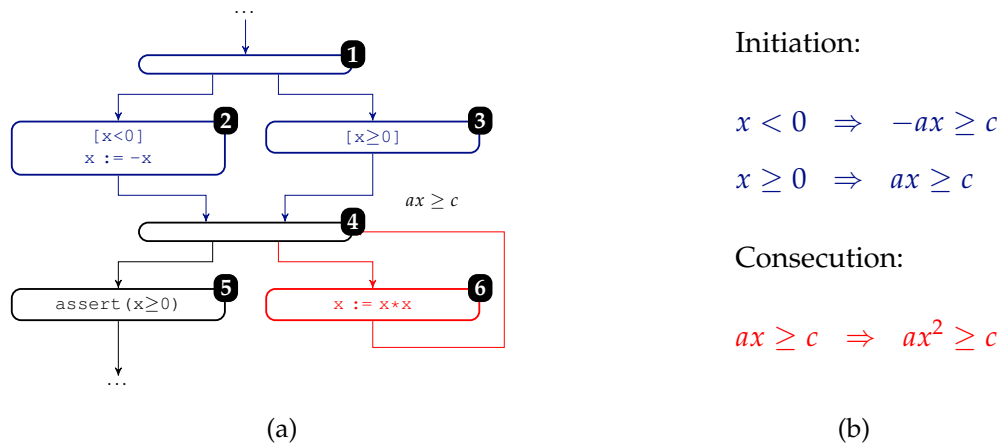 ...
1
2
[x<0]
x := -x
3
[x≥0]
ax ≥ c
4
5
assert(x≥0)
6
x := x*x
...
(a)
Initiation:
x < 0 ⇒ −ax ≥ c
x ≥ 0 ⇒ ax ≥ c
Consecution:
ax ≥ c ⇒ ax² ≥ c
(b)